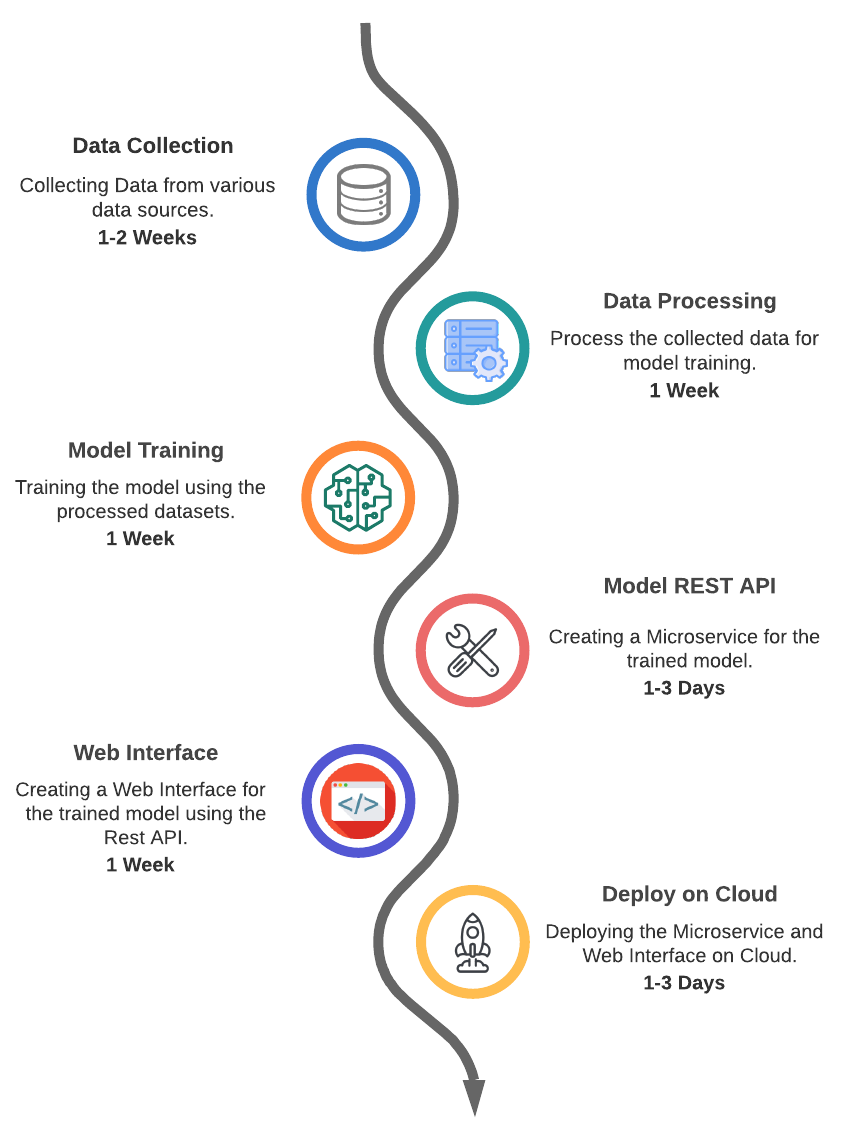 Data Collection
Collecting Data from various
data sources.
1-2 Weeks
Data Processing
Process the collected data for
model training.
1 Week
Model Training
Training the model using the
processed datasets.
1 Week
Model REST API
Creating a Microservice for the
trained model.
1-3 Days
Web Interface
Creating a Web Interface for
the trained model using the
Rest API.
1 Week
</>
Deploy on Cloud
Deploying the Microservice and
Web Interface on Cloud.
1-3 Days